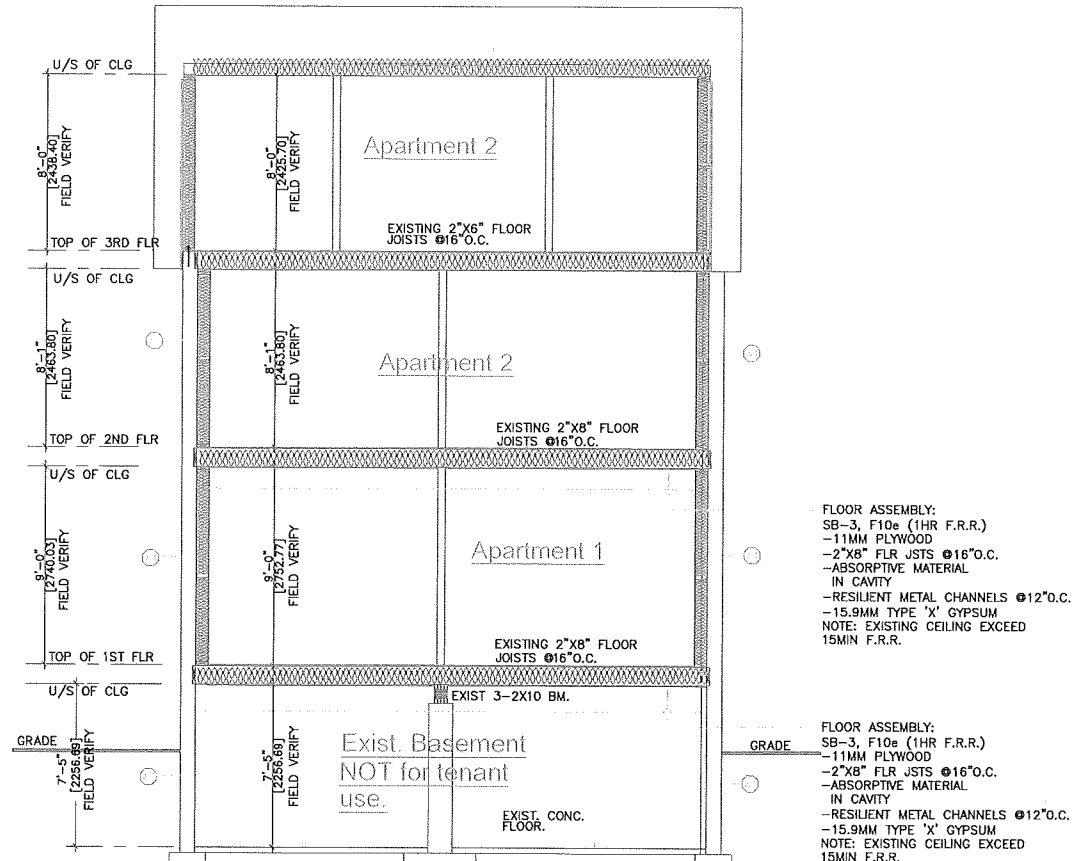 U/S OF CLG
8'-0"
[2438.40]
FIELD VERIFY
8'-0"
[2425.70]
Apartment 2
EXISTING 2"X6" FLOOR
JOISTS @16"O.C.
TOP OF 3RD FLR
U/S OF CLG
8'-1"
[2463.80]
FIELD VERIFY
8'-1"
[2463.80]
FIELD VERIFY
Apartment 2
EXISTING 2"X8" FLOOR
JOISTS @16"O.C.
TOP OF 2ND FLR
U/S OF CLG
9'-0"
[2740.03]
FIELD VERIFY
9'-0"
[2752.77]
FIELD VERIFY
Apartment 1
FLOOR ASSEMBLY:
SB-3, F10e (1HR F.R.R.)
-11MM PLYWOOD
-2"X8" FLR JSTS @16"O.C.
-ABSORPTIVE MATERIAL
IN CAVITY
-RESILIENT METAL CHANNELS @12"O.C.
-15.9MM TYPE 'X' GYPSUM
NOTE: EXISTING CEILING EXCEED
15MIN F.R.R.
EXISTING 2"X8" FLOOR
JOISTS @16"O.C.
TOP OF 1ST FLR
U/S OF CLG
EXIST 3-2X10 BM.
GRADE
7'-5"
[2256.69]
FIELD VERIFY
7'-5"
[2256.69]
FIELD VERIFY
Exist. Basement
NOT for tenant
use.
EXIST. CONC.
FLOOR.
GRADE
FLOOR ASSEMBLY:
SB-3, F10e (1HR F.R.R.)
-11MM PLYWOOD
-2"X8" FLR JSTS @16"O.C.
-ABSORPTIVE MATERIAL
IN CAVITY
-RESILIENT METAL CHANNELS @12"O.C.
-15.9MM TYPE 'X' GYPSUM
NOTE: EXISTING CEILING EXCEED
15MIN F.R.R.